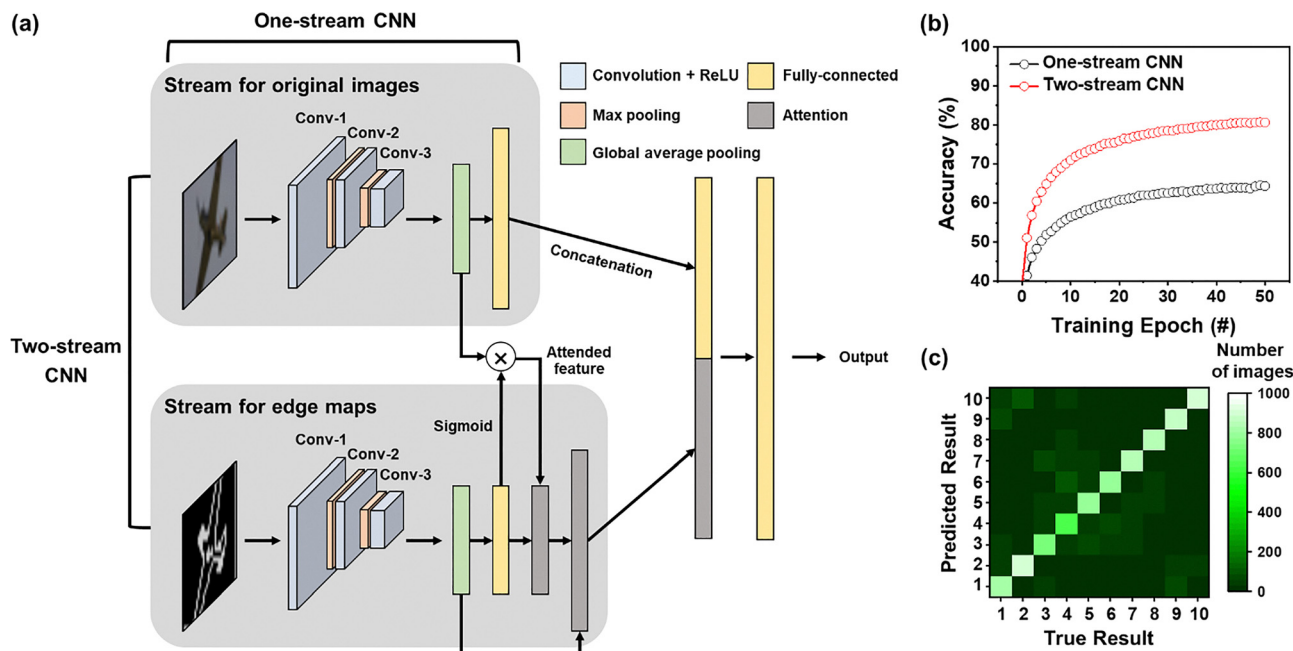 (a)
One-stream CNN
Stream for original images
Conv-1
Conv-2
Conv-3
Convolution + ReLU
Max pooling
Global average pooling
Fully-connected
Attention
Concatenation
Two-stream
CNN
×
Attended
feature
Output
Stream for edge maps
Sigmoid
Conv-1
Conv-2
Conv-3
(b)
100
90
80
70
60
50
40
Accuracy (%)
One-stream CNN
Two-stream CNN
0 10 20 30 40 50
Training Epoch (#)
(c)
Number
of images
10
9
8
7
6
5
4
3
2
1
Predicted Result
1 2 3 4 5 6 7 8 9 10
True Result
1000
800
600
400
200
0